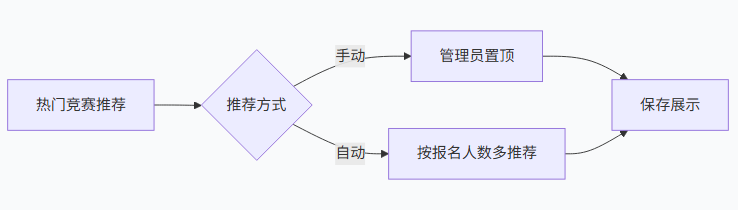 热门竞赛推荐
推荐方式
手动
管理员置顶
自动
按报名人数多推荐
保存展示